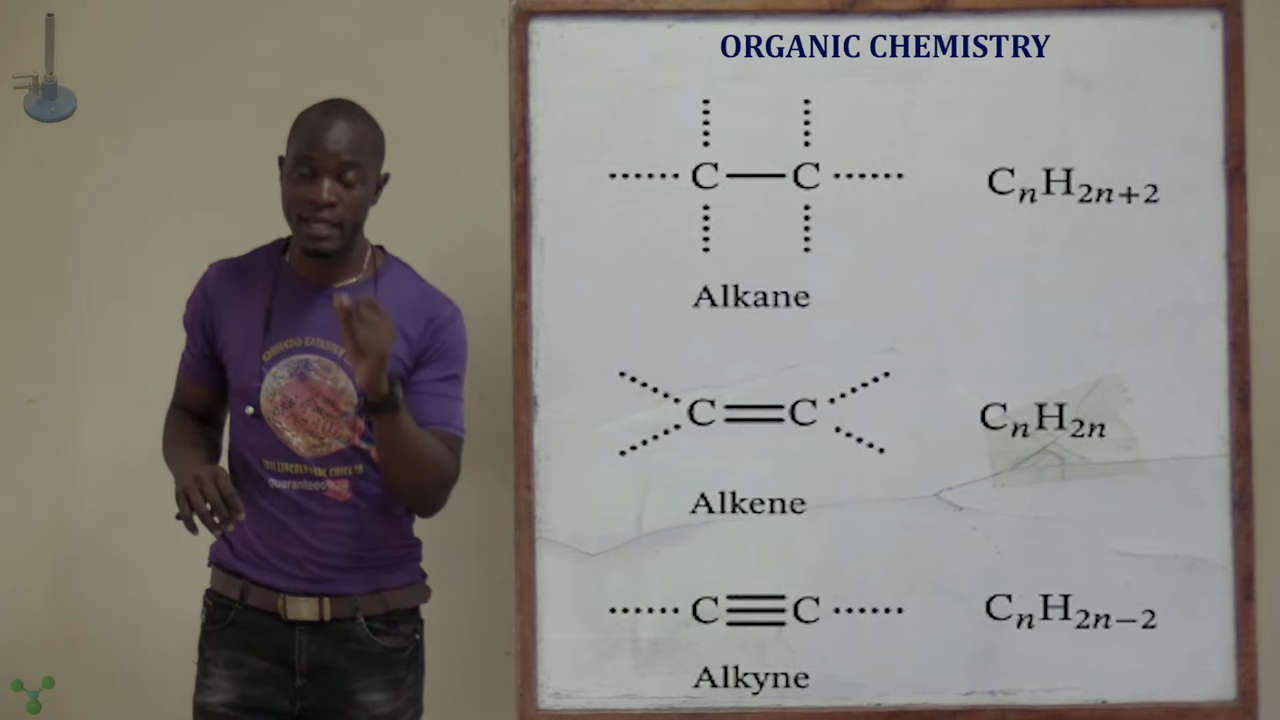 ORGANIC CHEMISTRY
C — C
CₙH₂ₙ₊₂
Alkane
C = C
CₙH₂ₙ
Alkene
C ≡ C
CₙH₂ₙ₋₂
Alkyne
guaranteed